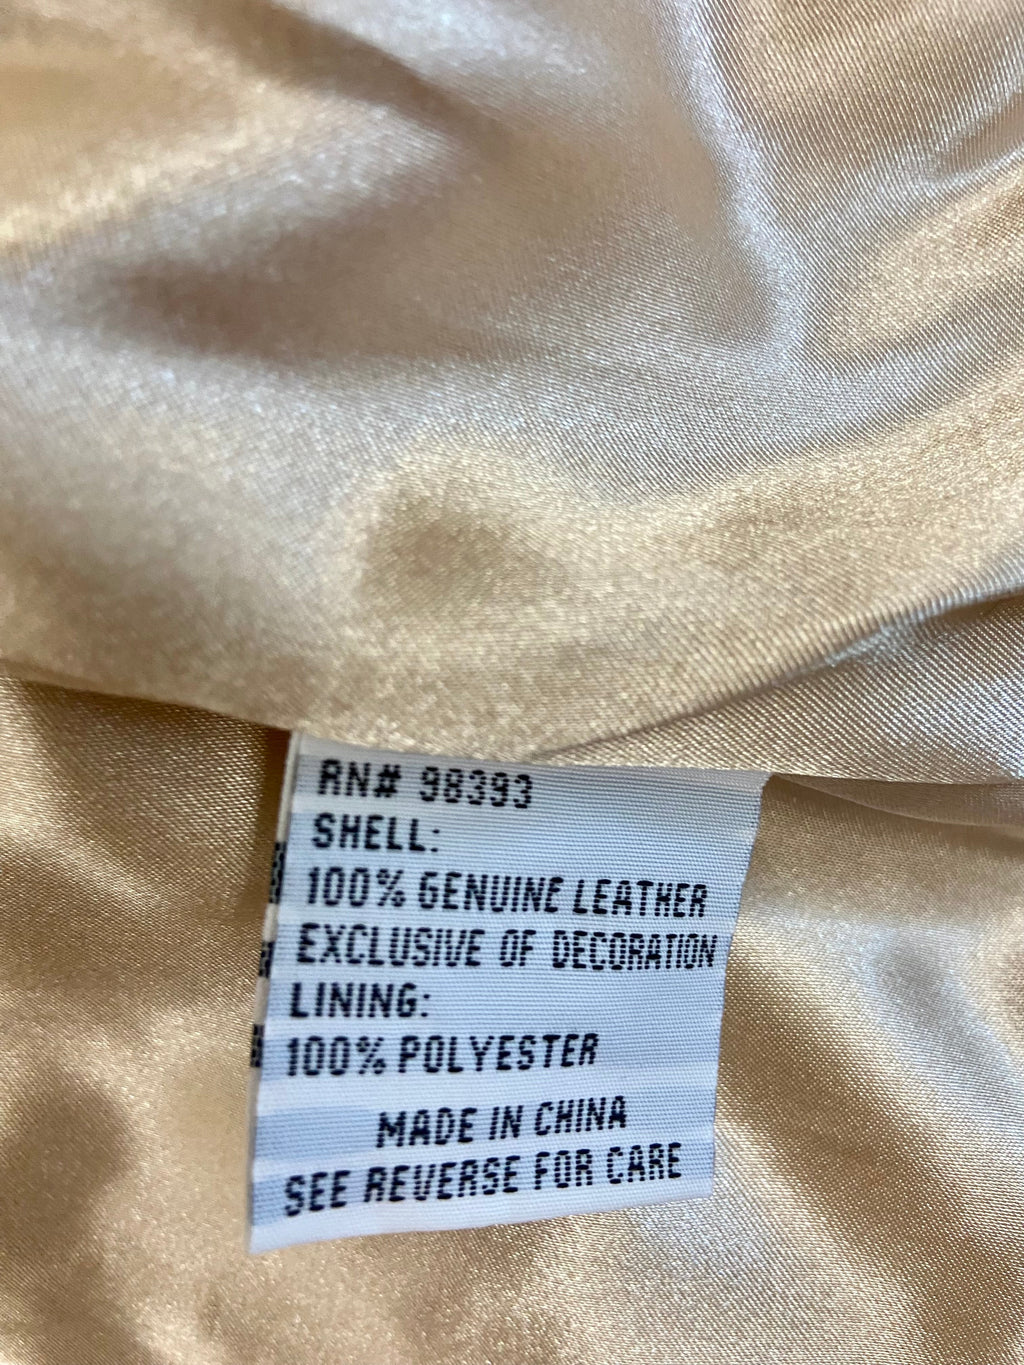 RN# 98393
SHELL:
100% GENUINE LEATHER
EXCLUSIVE OF DECORATION
LINING:
100% POLYESTER
MADE IN CHINA
SEE REVERSE FOR CARE